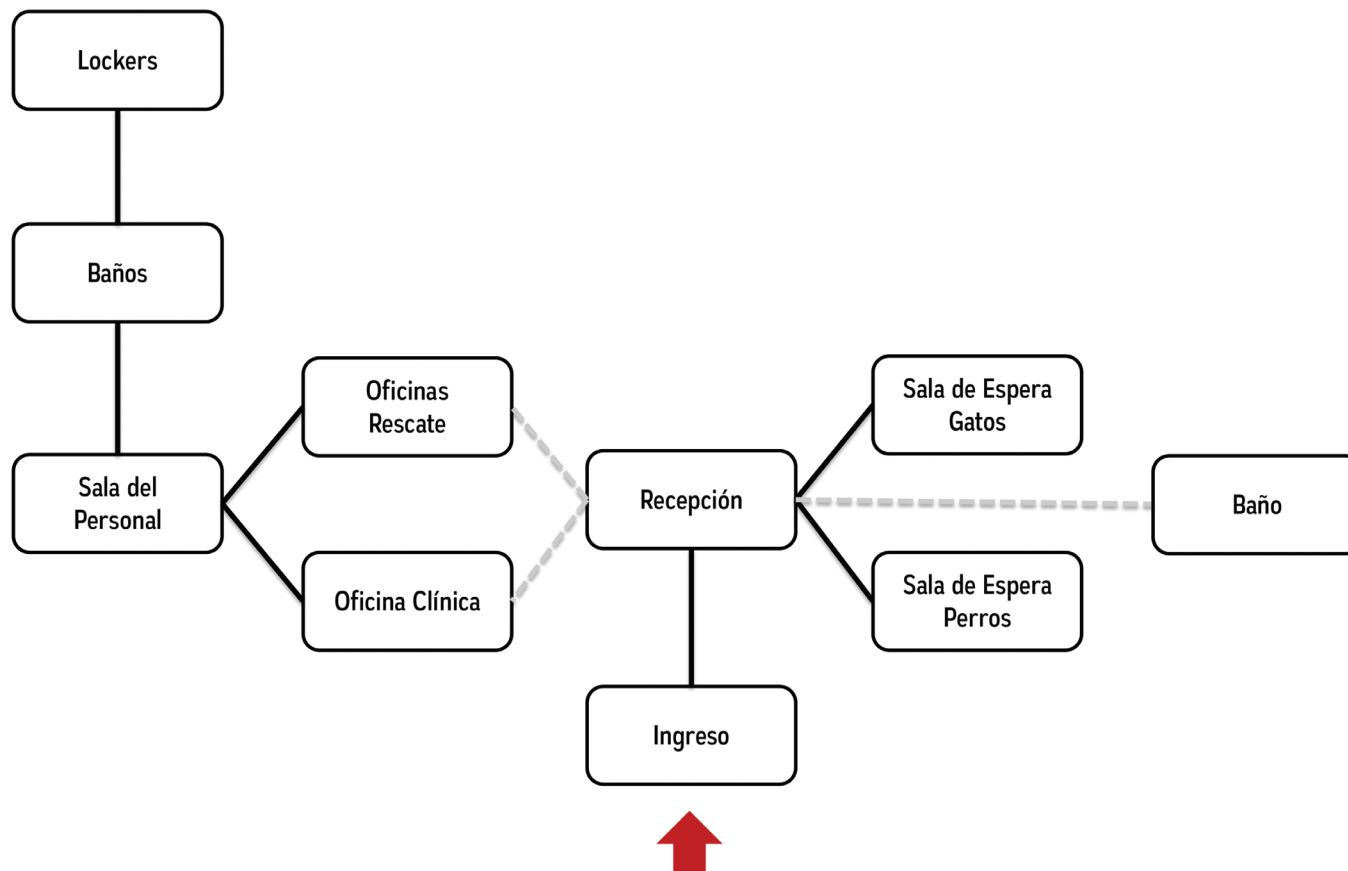 Lockers
Baños
Oficinas
Rescate
Sala de Espera
Gatos
Sala del
Personal
Recepción
Baño
Oficina Clínica
Sala de Espera
Perros
Ingreso